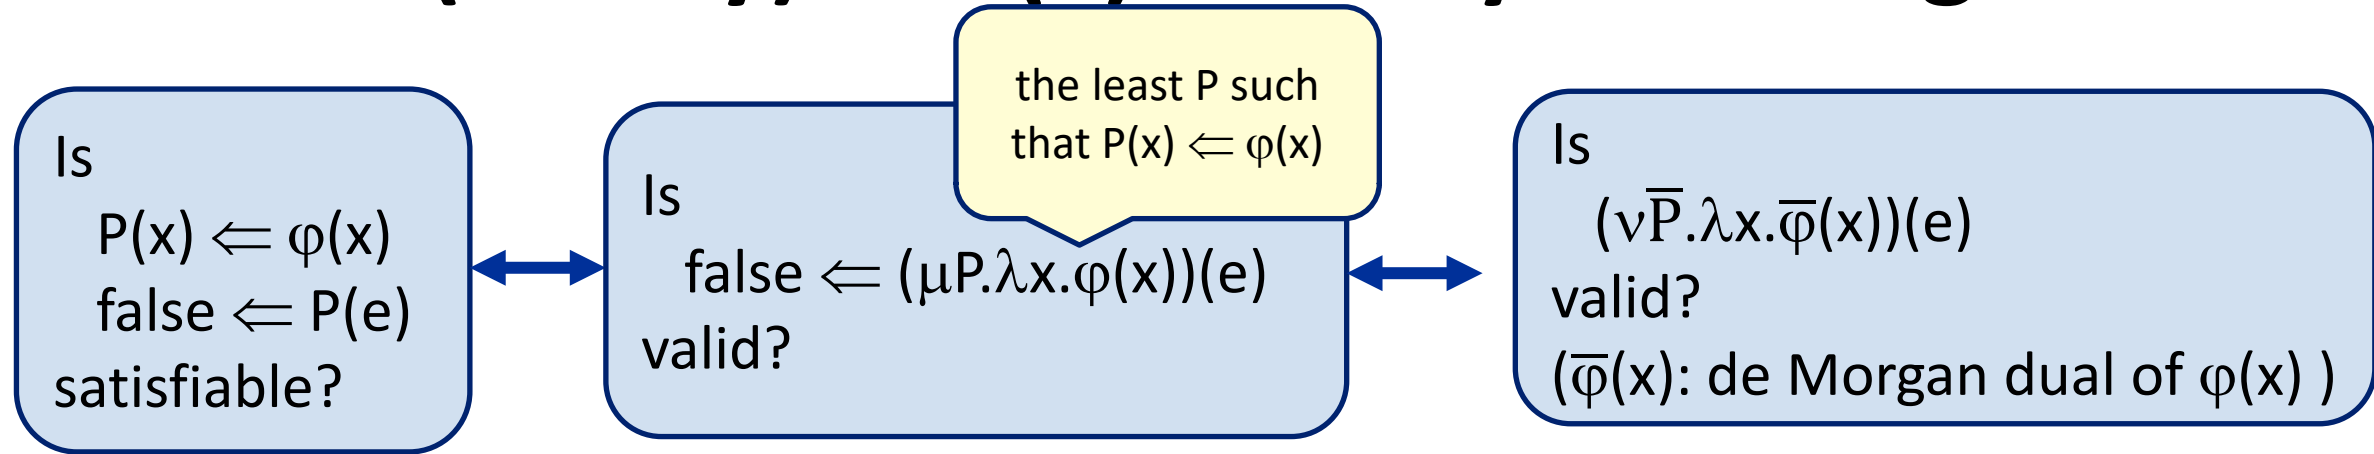 Is
P(x) ⇐ φ(x)
false ⇐ P(e)
satisfiable?
the least P such
that P(x) ⇐ φ(x)
Is
false ⇐ (μP.λx.φ(x))(e)
valid?
Is
(νP̅.λx.φ̅(x))(e)
valid?
(φ̅(x): de Morgan dual of φ(x) )